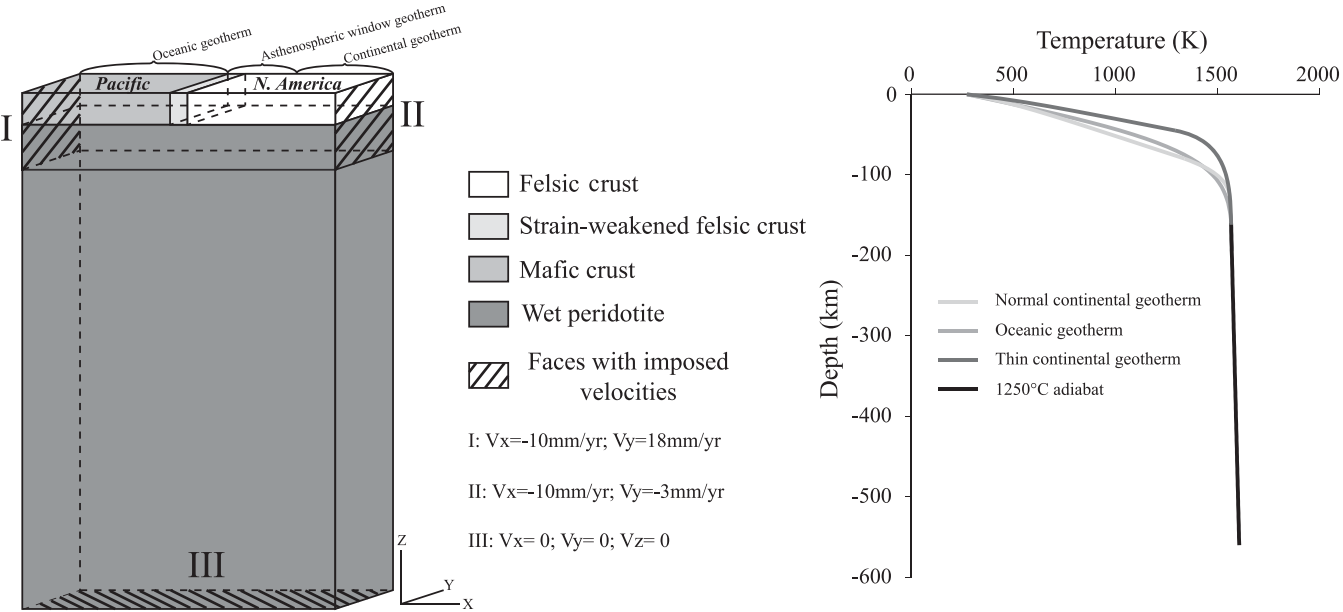 Oceanic geotherm
Asthenospheric window geotherm
Continental geotherm
Pacific
N. America
I
II
III
Z
Y
X
Felsic crust
Strain-weakened felsic crust
Mafic crust
Wet peridotite
Faces with imposed
velocities
I: Vx=-10mm/yr; Vy=18mm/yr
II: Vx=-10mm/yr; Vy=-3mm/yr
III: Vx= 0; Vy= 0; Vz= 0
Temperature (K)
0 500 1000 1500 2000
0
-100
-200
-300
-400
-500
-600
Depth (km)
Normal continental geotherm
Oceanic geotherm
Thin continental geotherm
1250°C adiabat